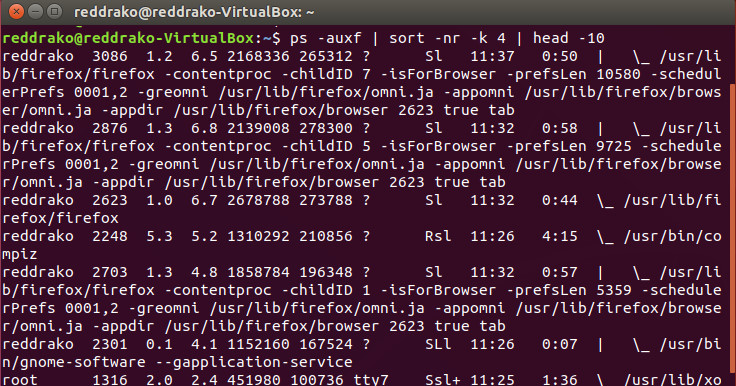 reddrako@reddrako-VirtualBox: ~
reddrako@reddrako-VirtualBox:~$ ps -auxf | sort -nr -k 4 | head -10
reddrako  3086  1.2  6.5 2168336 265312 ?      Sl   11:37   0:50  |   \_ /usr/li
b/firefox/firefox -contentproc -childID 7 -isForBrowser -prefsLen 10580 -schedul
erPrefs 0001,2 -greomni /usr/lib/firefox/omni.ja -appomni /usr/lib/firefox/brows
er/omni.ja -appdir /usr/lib/firefox/browser 2623 true tab
reddrako  2876  1.3  6.8 2139008 278300 ?      Sl   11:32   0:58  |   \_ /usr/li
b/firefox/firefox -contentproc -childID 5 -isForBrowser -prefsLen 9725 -schedule
rPrefs 0001,2 -greomni /usr/lib/firefox/omni.ja -appomni /usr/lib/firefox/browse
r/omni.ja -appdir /usr/lib/firefox/browser 2623 true tab
reddrako  2623  1.0  6.7 2678788 273788 ?      Sl   11:32   0:44  \_ /usr/lib/fi
refox/firefox
reddrako  2248  5.3  5.2 1310292 210856 ?      Rsl  11:26   4:15  \_ /usr/bin/co
mpiz
reddrako  2703  1.3  4.8 1858784 196348 ?      Sl   11:32   0:57  |   \_ /usr/li
b/firefox/firefox -contentproc -childID 1 -isForBrowser -prefsLen 5359 -schedule
rPrefs 0001,2 -greomni /usr/lib/firefox/omni.ja -appomni /usr/lib/firefox/browse
r/omni.ja -appdir /usr/lib/firefox/browser 2623 true tab
reddrako  2301  0.1  4.1 1152160 167524 ?      SLl  11:26   0:07  |   \_ /usr/bi
n/gnome-software --gapplication-service
root      1316  2.0  2.4 451980 100736 tty7    Ssl+ 11:25   1:36  \_ /usr/lib/xo